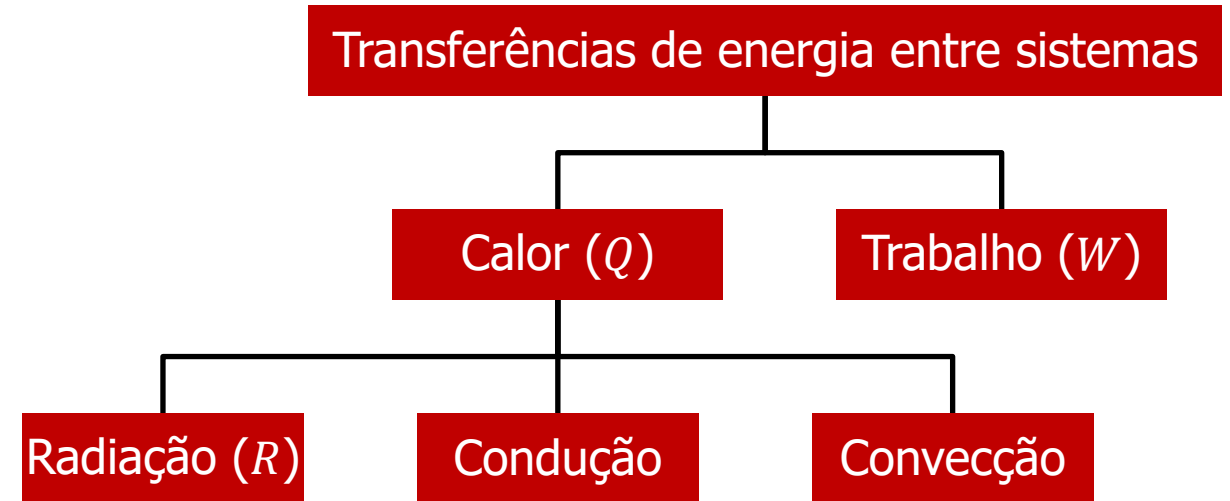 Transferências de energia entre sistemas
Calor (Q)
Trabalho (W)
Radiação (R)
Condução
Convecção